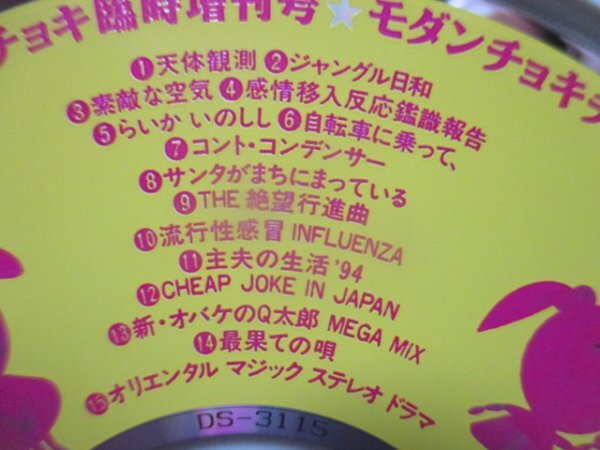 チョキ臨時増刊号★モダンチョキチ
①天体観測 ②ジャングル日和
③素敵な空気 ④感情移入反応鑑識報告
⑤らいか いのしし ⑥自転車に乗って、
⑦コント・コンデンサー
⑧サンタがまちにまっている
⑨THE 絶望行進曲
⑩流行性感冒 INFLUENZA
⑪主夫の生活 '94
⑫CHEAP JOKE IN JAPAN
⑬新・オバケのQ太郎 MEGA MIX
⑭最果ての唄
⑮オリエンタル マジック ステレオ ドラマ
DS-3115